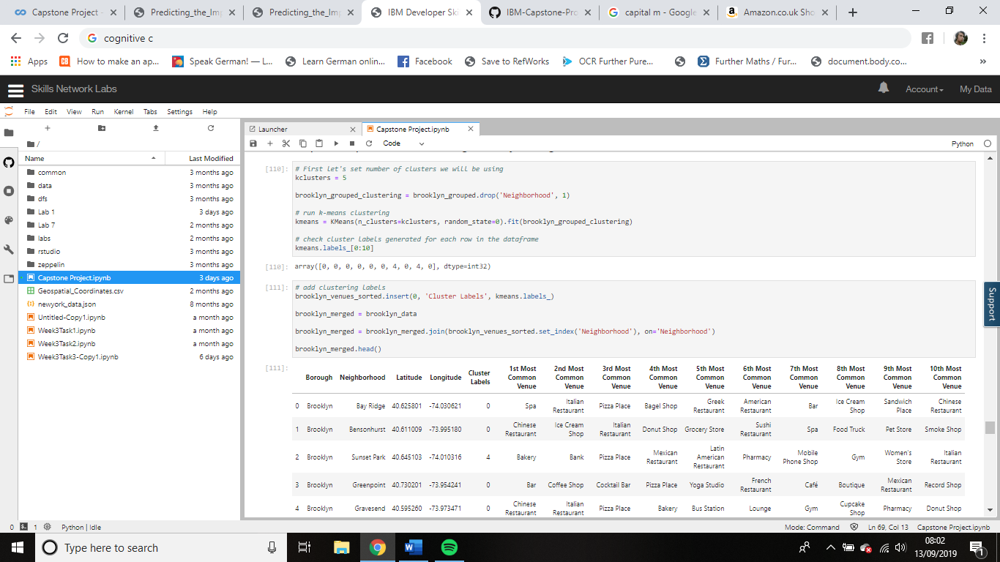 Capstone Project -
Predicting_the_Imp
Predicting_the_Imp
IBM Developer Ski
IBM-Capstone-Pro
capital m - Google
Amazon.co.uk Sho
cognitive c
Apps
How to make an ap...
Speak German! — L...
Learn German onlin...
Facebook
Save to RefWorks
OCR Further Pure...
Further Maths / Fur...
document.body.co...
Skills Network Labs
Account
My Data
File Edit View Run Kernel Tabs Settings Help
/
Name Last Modified
common 3 months ago
data 3 months ago
dfs 3 months ago
Lab 1 3 days ago
Lab 7 2 months ago
labs 2 months ago
rstudio 3 months ago
zeppelin 3 months ago
Capstone Project.ipynb 3 days ago
Geospatial_Coordinates.csv 2 months ago
newyork_data.json 8 months ago
Untitled-Copy1.ipynb a month ago
Week3Task1.ipynb a month ago
Week3Task2.ipynb a month ago
Week3Task3-Copy1.ipynb 6 days ago
Launcher
Capstone Project.ipynb
Code
Python
[110]: # First let's set number of clusters we will be using
kclusters = 5
brooklyn_grouped_clustering = brooklyn_grouped.drop('Neighborhood', 1)
# run k-means clustering
kmeans = KMeans(n_clusters=kclusters, random_state=0).fit(brooklyn_grouped_clustering)
# check cluster labels generated for each row in the dataframe
kmeans.labels_[0:10]
[110]: array([0, 0, 0, 0, 0, 0, 4, 0, 4, 0], dtype=int32)
[111]: # add clustering labels
brooklyn_venues_sorted.insert(0, 'Cluster Labels', kmeans.labels_)
brooklyn_merged = brooklyn_data
brooklyn_merged = brooklyn_merged.join(brooklyn_venues_sorted.set_index('Neighborhood'), on='Neighborhood')
brooklyn_merged.head()
[111]:
Borough Neighborhood Latitude Longitude Cluster Labels 1st Most Common Venue 2nd Most Common Venue 3rd Most Common Venue 4th Most Common Venue 5th Most Common Venue 6th Most Common Venue 7th Most Common Venue 8th Most Common Venue 9th Most Common Venue 10th Most Common Venue
0 Brooklyn Bay Ridge 40.625801 -74.030621 0 Spa Italian Restaurant Pizza Place Bagel Shop Greek Restaurant American Restaurant Bar Ice Cream Shop Sandwich Place Chinese Restaurant
1 Brooklyn Bensonhurst 40.611009 -73.995180 0 Chinese Restaurant Ice Cream Shop Italian Restaurant Donut Shop Grocery Store Sushi Restaurant Spa Food Truck Pet Store Smoke Shop
2 Brooklyn Sunset Park 40.645103 -74.010316 4 Bakery Bank Pizza Place Mexican Restaurant Latin American Restaurant Pharmacy Mobile Phone Shop Gym Women's Store Italian Restaurant
3 Brooklyn Greenpoint 40.730201 -73.954241 0 Bar Coffee Shop Cocktail Bar Pizza Place Yoga Studio French Restaurant Café Boutique Mexican Restaurant Record Shop
4 Brooklyn Gravesend 40.595260 -73.973471 0 Chinese Restaurant Italian Restaurant Pizza Place Bakery Bus Station Lounge Gym Cupcake Shop Pharmacy Donut Shop
Support
0 1 Python | Idle
Mode: Command
Ln 69, Col 13
Capstone Project.ipynb
Type here to search
08:02
13/09/2019
1